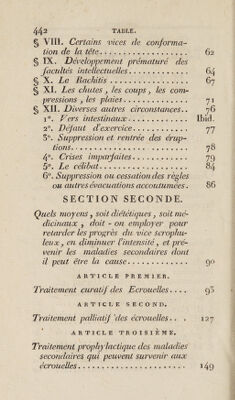 442 TABLE.
§ VIII. Certains vices de conforma-
tion de la tête................ 62
§ IX. Développement prématuré des
facultés intellectuelles............ 64
§ X. Le Rachitis................ 67
§ XI. Les chutes, les coups, les com-
pressions, les plaies............ 71
§ XII. Diverses autres circonstances.. 76
1°. Vers intestinaux............ Ibid.
2°. Défaut d'exercice............ 77
3°. Suppression et rentrée des érup-
tions................ 78
4°. Crises imparfaites............ 79
5°. Le célibat................ 84
6°. Suppression ou cessation des règles
ou autres évacuations accoutumées. 86
SECTION SECONDE.
Quels moyens, soit diététiques, soit mé-
dicinaux, doit-on employer pour
retarder les progrès du vice scrophu-
leux, en diminuer l'intensité, et pré-
venir les maladies secondaires dont
il peut être la cause............ 90
ARTICLE PREMIER.
Traitement curatif des Ecrouelles.... 95
ARTICLE SECOND.
Traitement palliatif des écrouelles... 127
ARTICLE TROISIÈME.
Traitement prophylactique des maladies
secondaires qui peuvent survenir aux
écrouelles................ 149